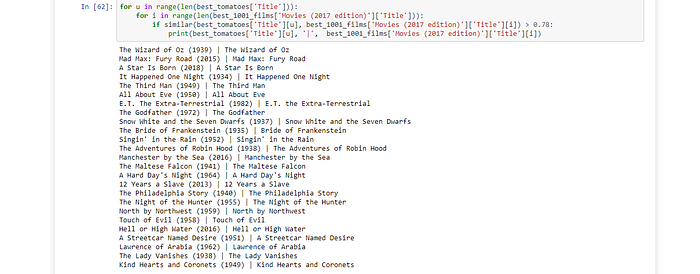 In [62]: for u in range(len(best_tomatoes['Title'])):
for i in range(len(best_1001_films['Movies (2017 edition)']['Title'])):
if similar(best_tomatoes['Title'][u], best_1001_films['Movies (2017 edition)']['Title'][i]) > 0.78:
print(best_tomatoes['Title'][u], '|', best_1001_films['Movies (2017 edition)']['Title'][i])
The Wizard of Oz (1939) | The Wizard of Oz
Mad Max: Fury Road (2015) | Mad Max: Fury Road
A Star Is Born (2018) | A Star Is Born
It Happened One Night (1934) | It Happened One Night
The Third Man (1949) | The Third Man
All About Eve (1950) | All About Eve
E.T. The Extra-Terrestrial (1982) | E.T. the Extra-Terrestrial
The Godfather (1972) | The Godfather
Snow White and the Seven Dwarfs (1937) | Snow White and the Seven Dwarfs
The Bride of Frankenstein (1935) | Bride of Frankenstein
Singin' in the Rain (1952) | Singin' in the Rain
The Adventures of Robin Hood (1938) | The Adventures of Robin Hood
Manchester by the Sea (2016) | Manchester by the Sea
The Maltese Falcon (1941) | The Maltese Falcon
A Hard Day's Night (1964) | A Hard Day's Night
12 Years a Slave (2013) | 12 Years a Slave
The Philadelphia Story (1940) | The Philadelphia Story
The Night of the Hunter (1955) | The Night of the Hunter
North by Northwest (1959) | North by Northwest
Touch of Evil (1958) | Touch of Evil
Hell or High Water (2016) | Hell or High Water
A Streetcar Named Desire (1951) | A Streetcar Named Desire
Lawrence of Arabia (1962) | Lawrence of Arabia
The Lady Vanishes (1938) | The Lady Vanishes
Kind Hearts and Coronets (1949) | Kind Hearts and Coronets